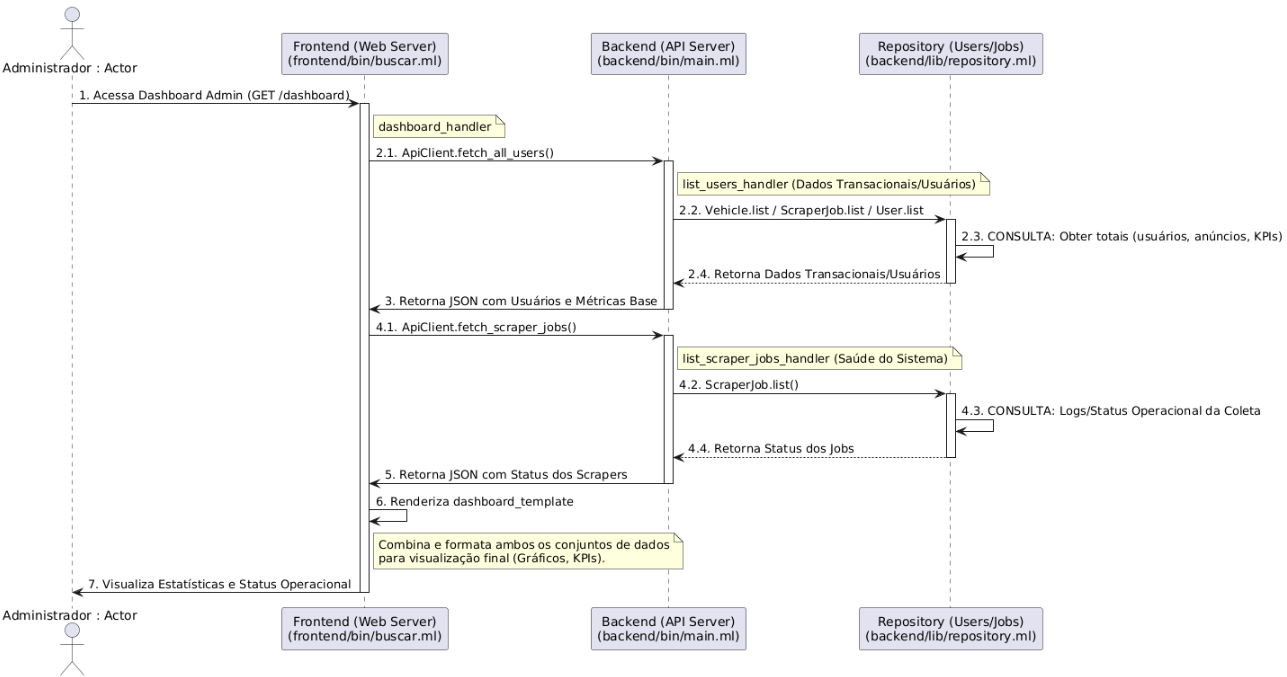 Administrador : Actor
Frontend (Web Server)
(frontend/bin/buscar.ml)
Backend (API Server)
(backend/bin/main.ml)
Repository (Users/Jobs)
(backend/lib/repository.ml)
1. Acessa Dashboard Admin (GET /dashboard)
dashboard_handler
2.1. ApiClient.fetch_all_users()
list_users_handler (Dados Transacionais/Usuários)
2.2. Vehicle.list / ScraperJob.list / User.list
2.3. CONSULTA: Obter totais (usuários, anúncios, KPIs)
2.4. Retorna Dados Transacionais/Usuários
3. Retorna JSON com Usuários e Métricas Base
4.1. ApiClient.fetch_scraper_jobs()
list_scraper_jobs_handler (Saúde do Sistema)
4.2. ScraperJob.list()
4.3. CONSULTA: Logs/Status Operacional da Coleta
4.4. Retorna Status dos Jobs
5. Retorna JSON com Status dos Scrapers
6. Renderiza dashboard_template
Combina e formata ambos os conjuntos de dados
para visualização final (Gráficos, KPIs).
7. Visualiza Estatísticas e Status Operacional
Administrador : Actor
Frontend (Web Server)
(frontend/bin/buscar.ml)
Backend (API Server)
(backend/bin/main.ml)
Repository (Users/Jobs)
(backend/lib/repository.ml)